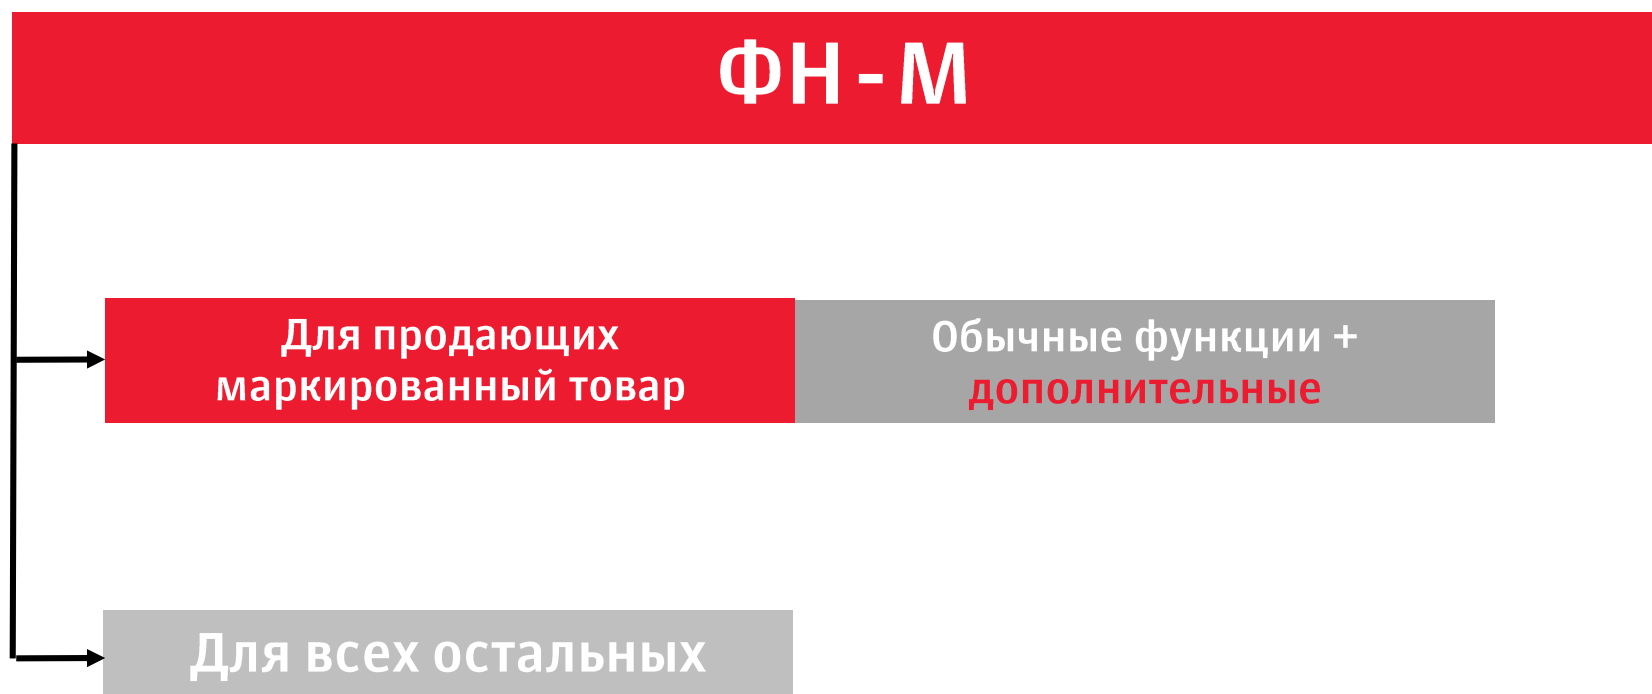 ФН-М
Для продающих
маркированный товар
Обычные функции +
дополнительные
Для всех остальных